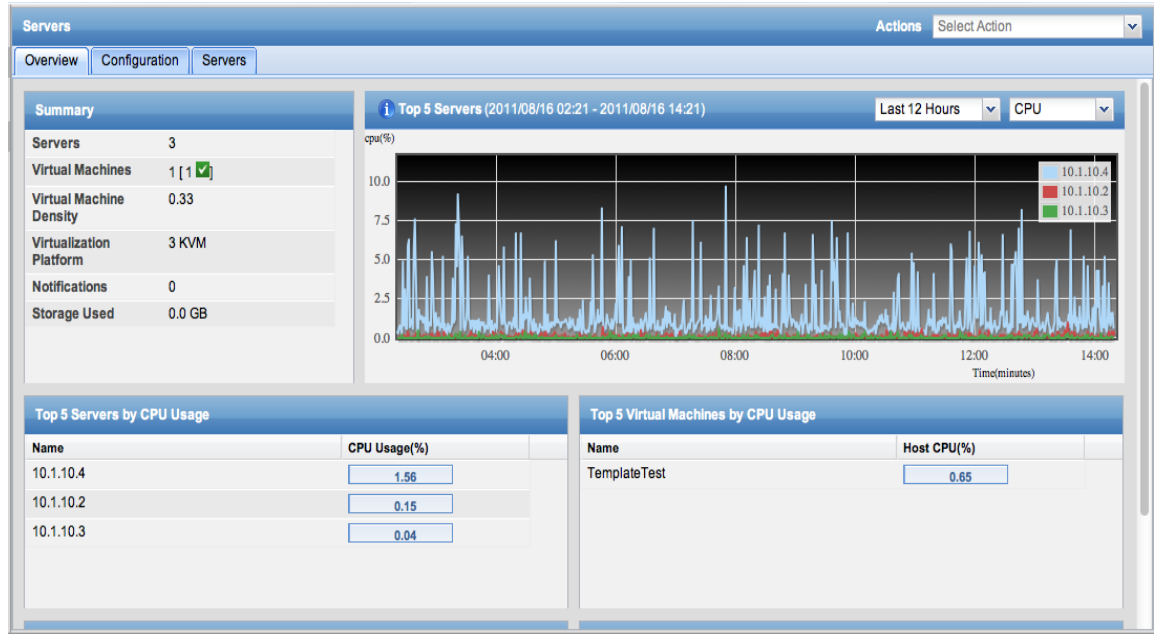 Servers
Actions Select Action
Overview Configuration Servers
Summary
Servers 3
Virtual Machines 1 [ 1 ]
Virtual Machine Density 0.33
Virtualization Platform 3 KVM
Notifications 0
Storage Used 0.0 GB
i Top 5 Servers (2011/08/16 02:21 - 2011/08/16 14:21) Last 12 Hours CPU
cpu(%)
10.0
7.5
5.0
2.5
0.0
10.1.10.4
10.1.10.2
10.1.10.3
04:00 06:00 08:00 10:00 12:00 14:00
Time(minutes)
Top 5 Servers by CPU Usage
Name CPU Usage(%)
10.1.10.4 1.56
10.1.10.2 0.15
10.1.10.3 0.04
Top 5 Virtual Machines by CPU Usage
Name Host CPU(%)
TemplateTest 0.65